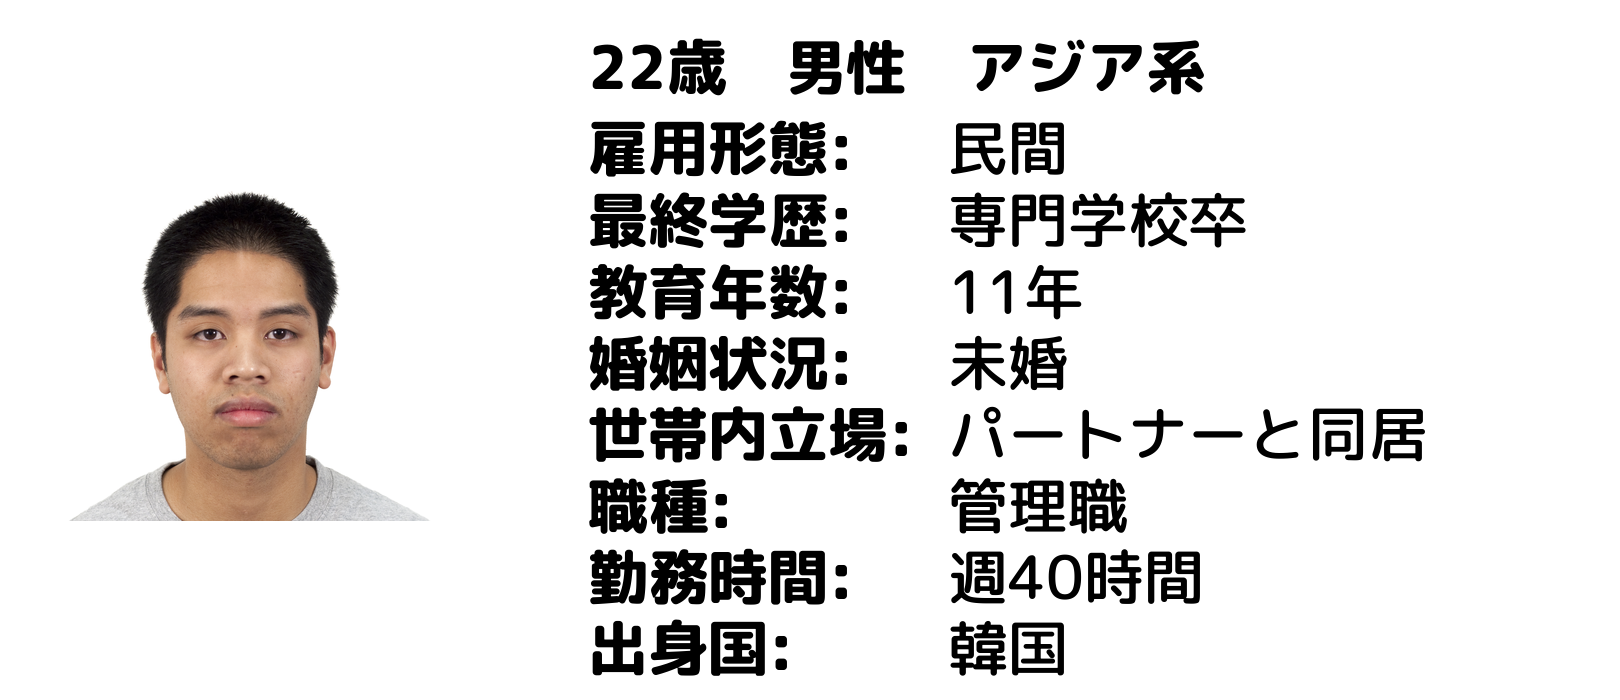 22歳　男性　アジア系
雇用形態:　民間
最終学歴:　専門学校卒
教育年数:　11年
婚姻状況:　未婚
世帯内立場:　パートナーと同居
職種:　管理職
勤務時間:　週40時間
出身国:　韓国